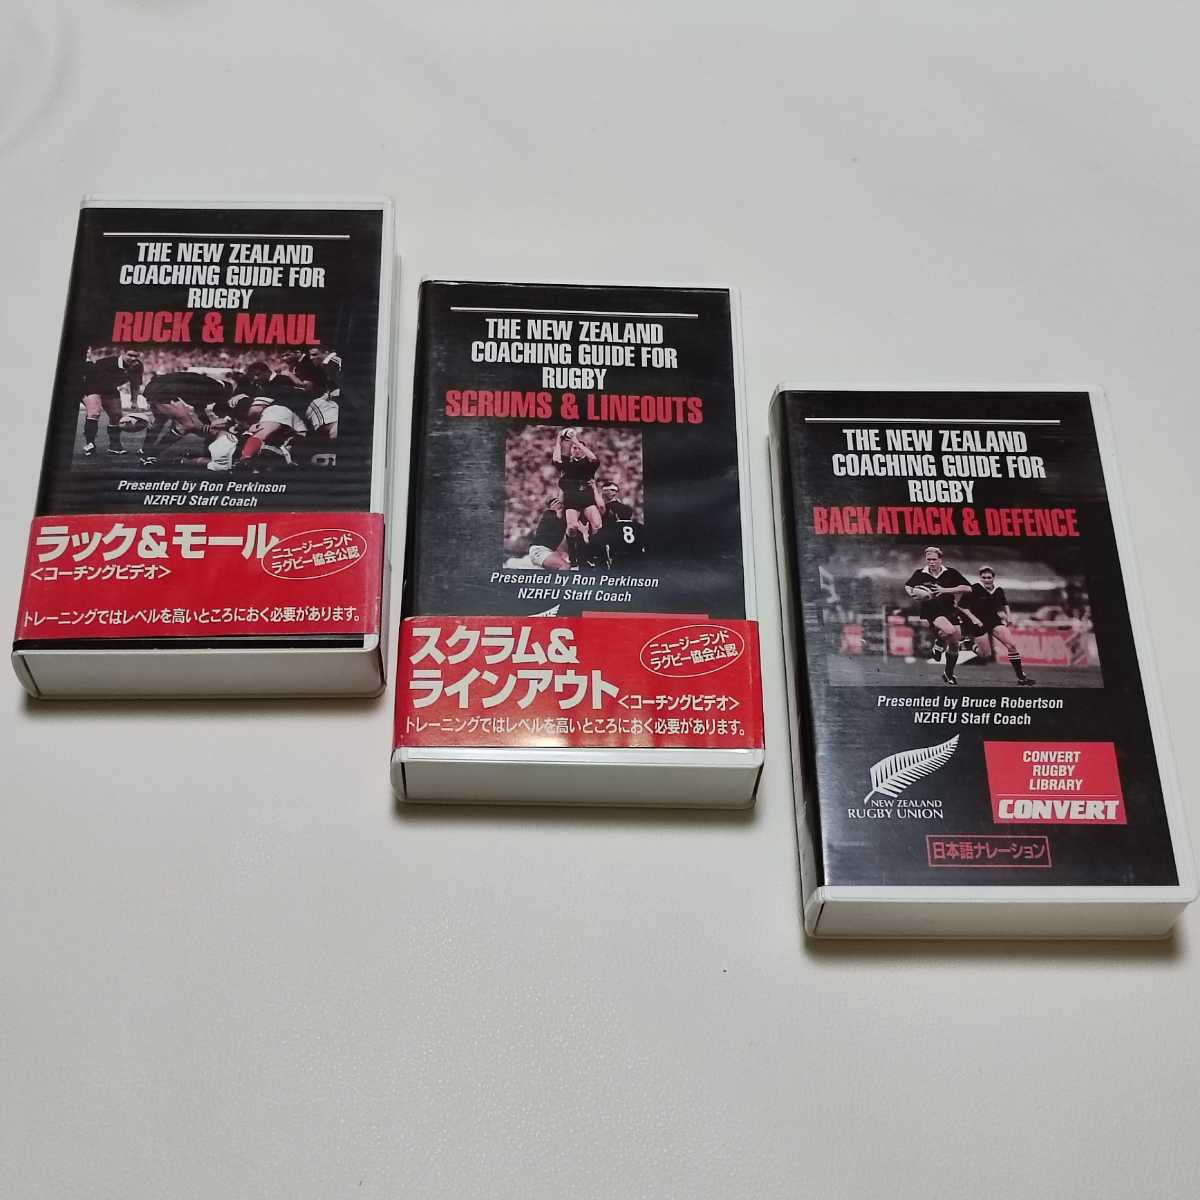 THE NEW ZEALAND
COACHING GUIDE FOR
RUGBY
RUCK & MAUL
9
Presented by Ron Perkinson
NZRFU Staff Coach
ラック&モール
<コーチングビデオ>
ニュージーランド
ラグビー協会公認
トレーニングではレベルを高いところにおく必要があります。
THE NEW ZEALAND
COACHING GUIDE FOR
RUGBY
SCRUMS & LINEOUTS
8
Presented by Ron Perkinson
NZRFU Staff Coach
スクラム&
ラインアウト<コーチングビデオ>
ニュージーランド
ラグビー協会公認
トレーニングではレベルを高いところにおく必要があります。
THE NEW ZEALAND
COACHING GUIDE FOR
RUGBY
BACK ATTACK & DEFENCE
Presented by Bruce Robertson
NZRFU Staff Coach
NEW ZEALAND
RUGBY UNION
CONVERT
RUGBY
LIBRARY
CONVERT
日本語ナレーション